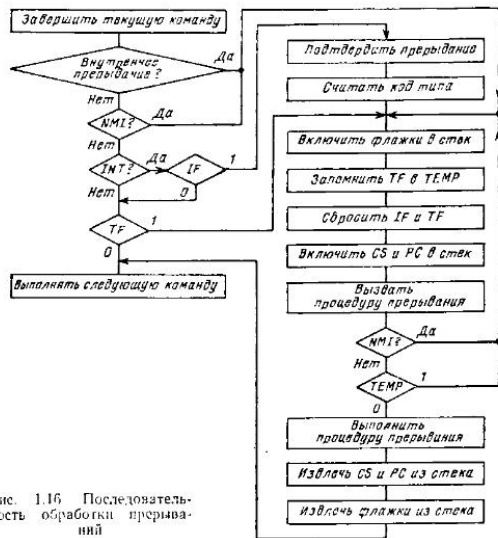 Завершить текущую команду
Внутреннее
прерывание?
Да
Нет
NMI?
Да
Нет
INT?
Да
IF
1
0
Нет
TF
1
0
Выполнять следующую команду
Подтвердить прерывания
Считать код типа
Включить флажки в стек
Запомнить TF в TEMP
Сбросить IF и TF
Включить CS и PC в стек
Вызвать
процедуру прерывания
NMI?
Да
Нет
TEMP
1
0
Выполнить
процедуру прерывания
Извлечь CS и PC из стека
Извлечь флажки из стека
ис. 1.16 Последователь-
ость обработки прерыва-
ний